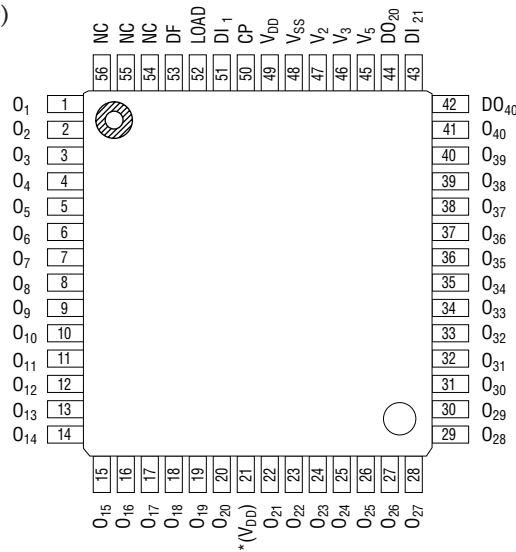 )
NC NC NC DF LOAD DI 1 CP VDD VSS V2 V3 V5 DO20 DI 21
56 55 54 53 52 51 50 49 48 47 46 45 44 43
O1 1 42 DO40
O2 2 41 O40
O3 3 40 O39
O4 4 39 O38
O5 5 38 O37
O6 6 37 O36
O7 7 36 O35
O8 8 35 O34
O9 9 34 O33
O10 10 33 O32
O11 11 32 O31
O12 12 31 O30
O13 13 30 O29
O14 14 29 O28
15 16 17 18 19 20 21 22 23 24 25 26 27 28
O15 O16 O17 O18 O19 O20 *(VDD) O21 O22 O23 O24 O25 O26 O27